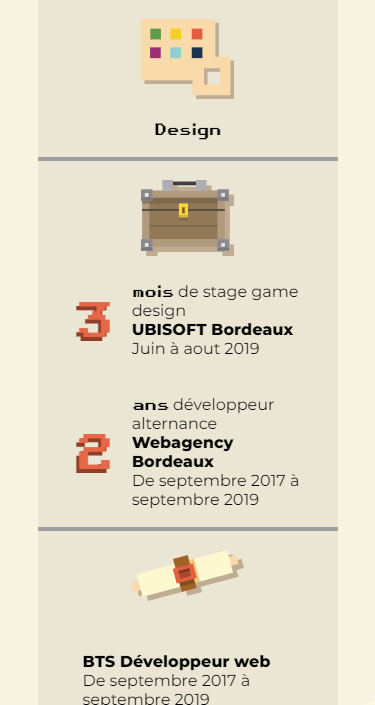 Design
3
mois de stage game
design
UBISOFT Bordeaux
Juin à aout 2019
2
ans développeur
alternance
Webagency
Bordeaux
De septembre 2017 à
septembre 2019
BTS Développeur web
De septembre 2017 à
septembre 2019